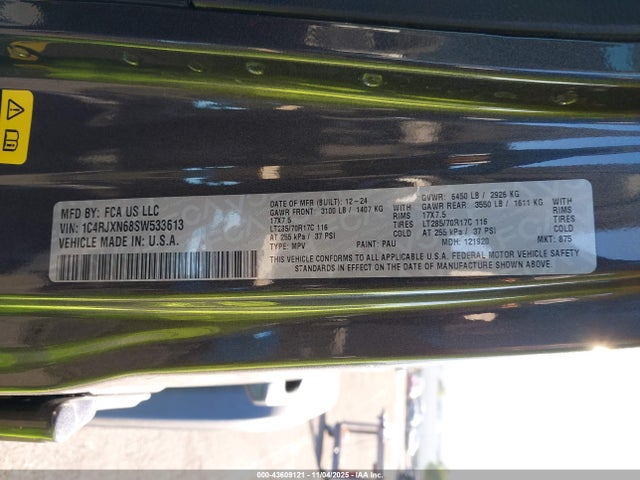 MFD BY: FCA US LLC
VIN: 1C4RJXN68SW533513
VEHICLE MADE IN: U.S.A.
DATE OF MFR (BUILT): 12-24
GAWR FRONT: 3100 LB / 1407 KG WITH
17X7.5 RIMS
LT285/70R17C 116 TIRES
AT 255 kPa / 37 PSI COLD
TYPE: MPV PAINT: PAU
GVWR: 6450 LB / 2926 KG
GAWR REAR: 3550 LB / 1611 KG WITH
17X7.5 RIMS
LT285/70R17C 116 TIRES
AT 255 kPa / 37 PSI COLD
MDH: 121920 MKT: 875
THIS VEHICLE CONFORMS TO ALL APPLICABLE U.S.A. FEDERAL MOTOR VEHICLE SAFETY
STANDARDS IN EFFECT ON THE DATE OF MANUFACTURE SHOWN ABOVE.
000-43609121 - 11/04/2025 - IAA Inc.